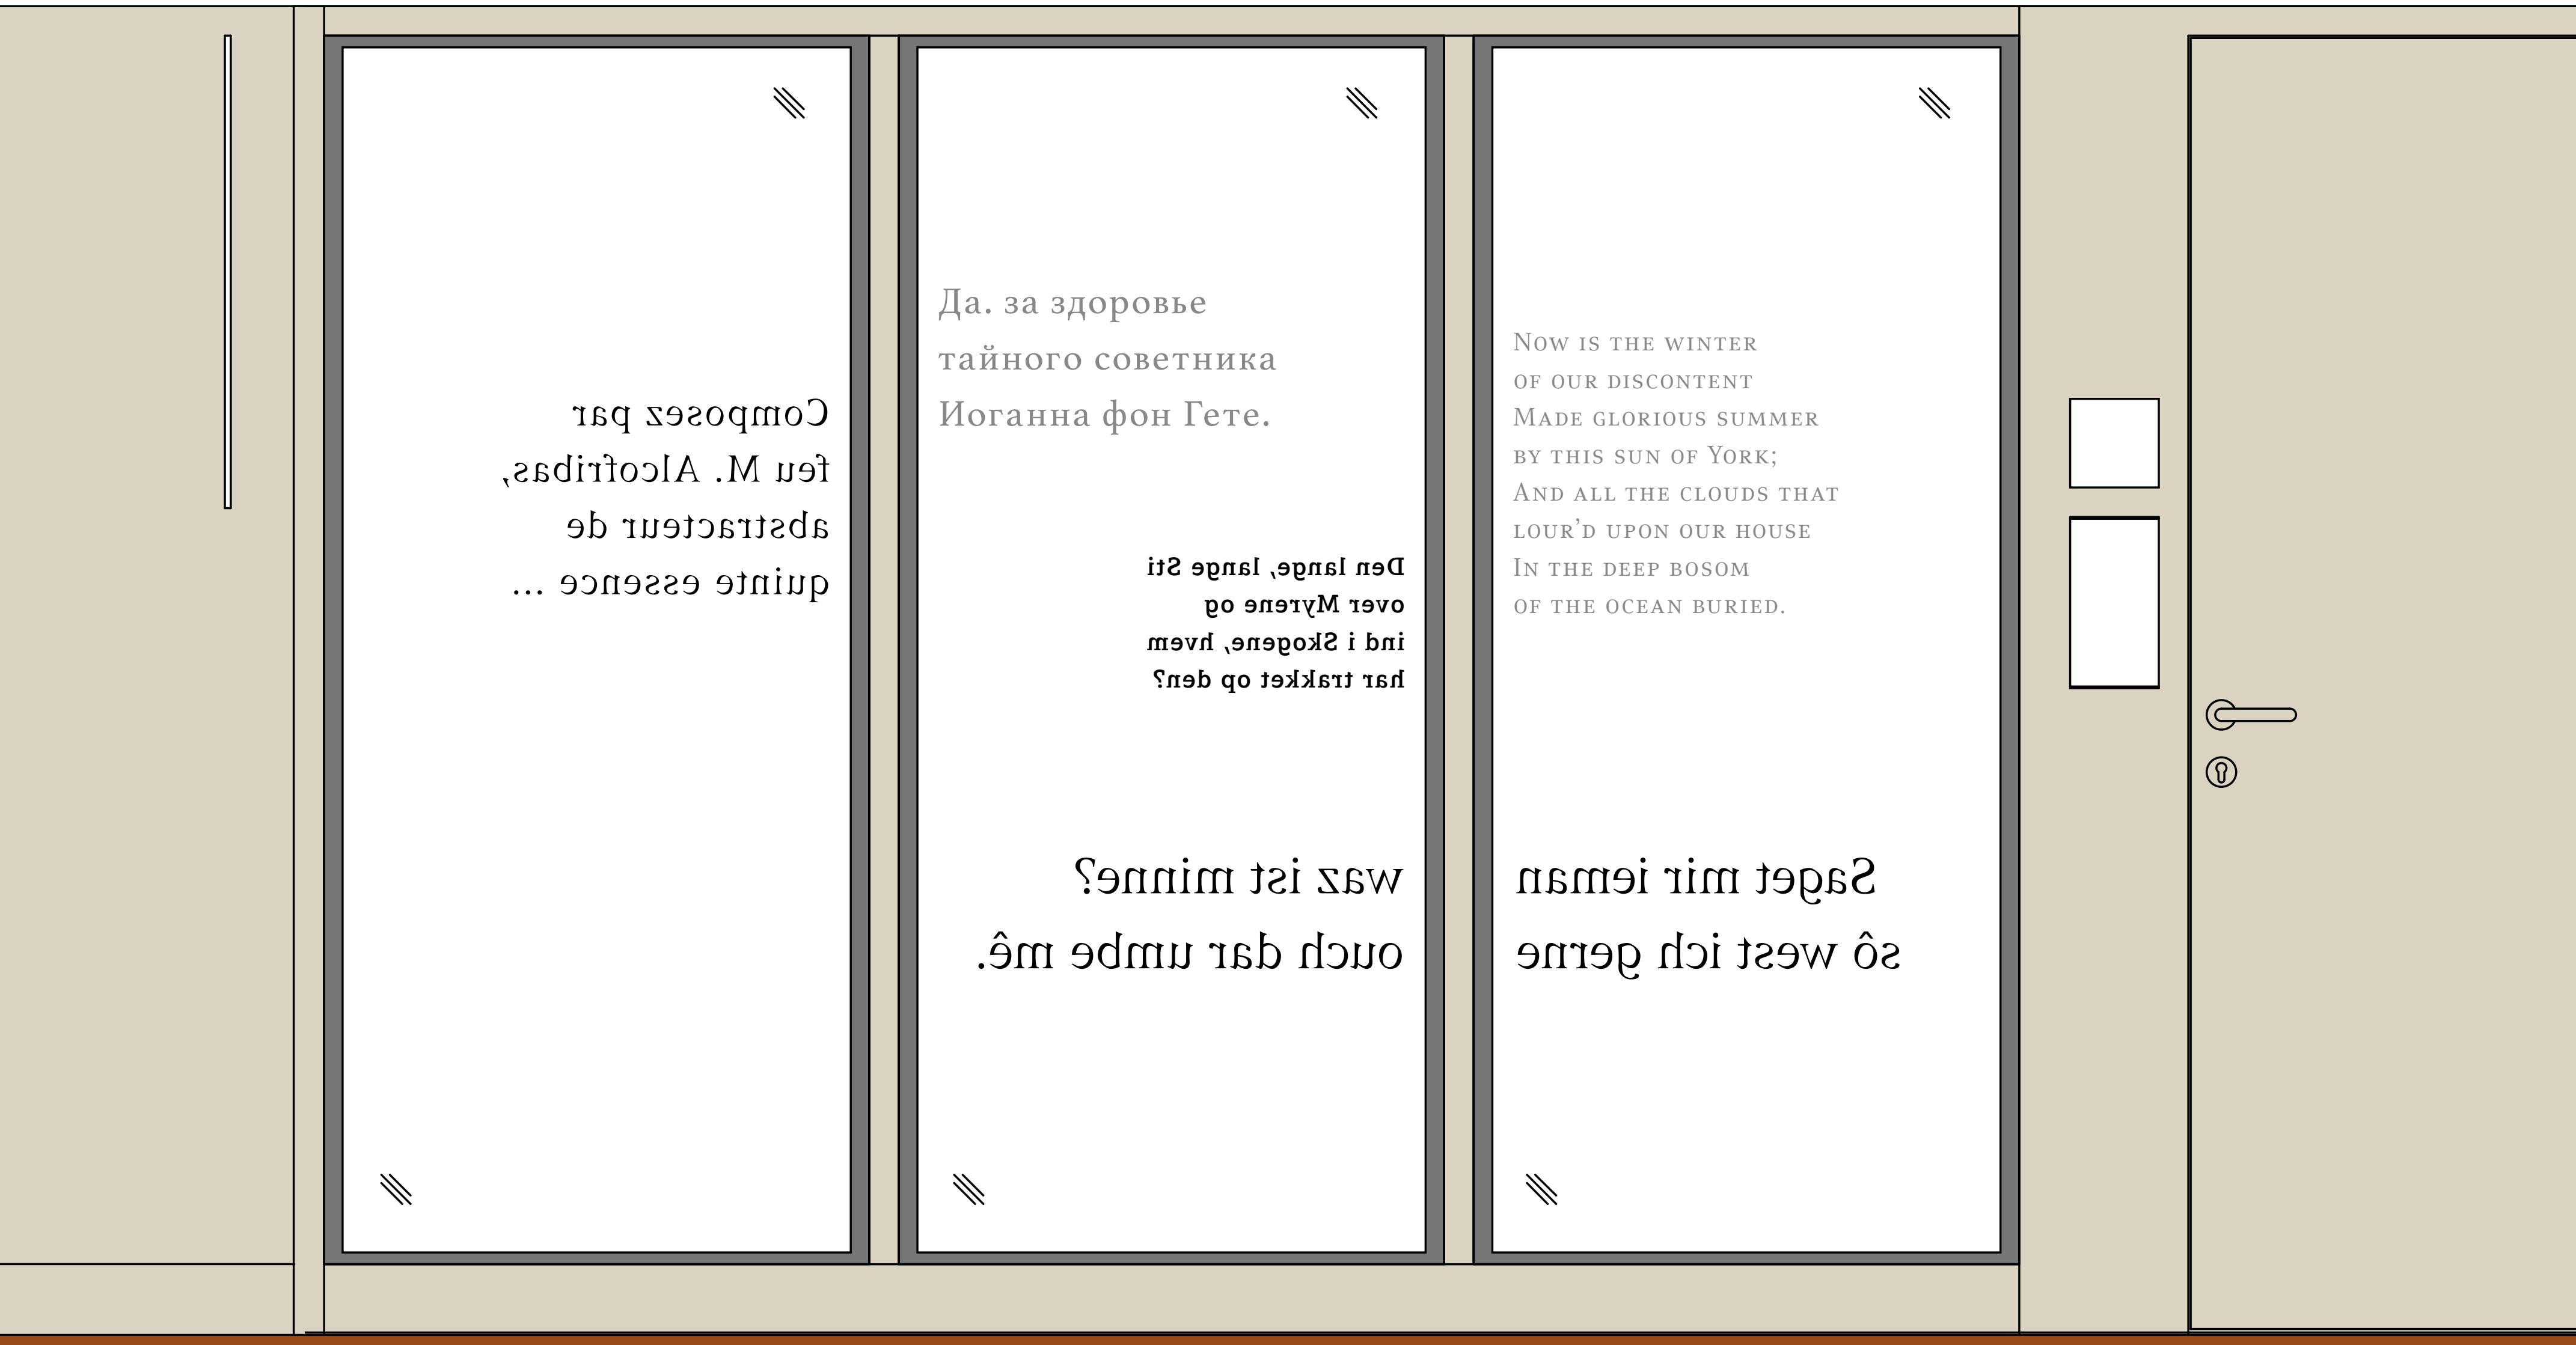 Composez par
feu M. Alcofribas,
abstracteur de
quinte essence ...
Да. за здоровье
тайного советника
Иоганна фон Гете.
Den lange, lange Sti
over Myrene og
ind i Skogene, hvem
har trakket op den?
waz ist minne?
ouch dar umbe mê.
Now is the winter
of our discontent
Made glorious summer
by this sun of York;
And all the clouds that
lour’d upon our house
In the deep bosom
of the ocean buried.
Saget mir ieman
sô west ich gerne